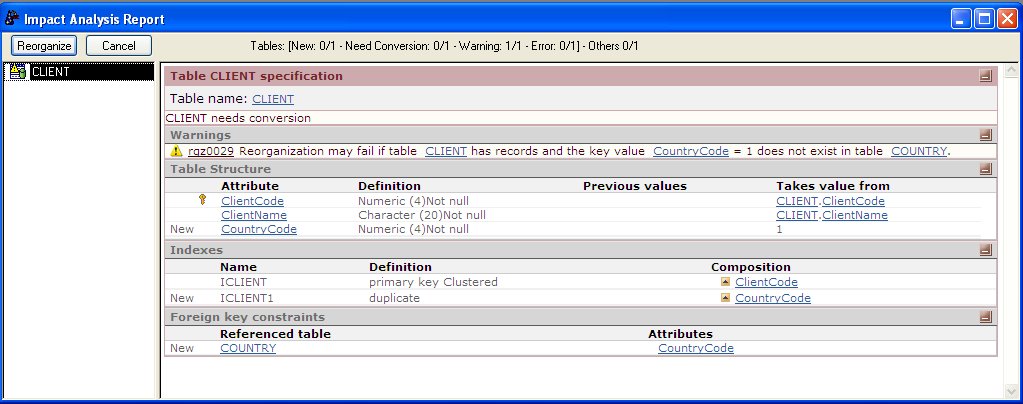 Impact Analysis Report
Reorganize Cancel Tables: [New: 0/1 - Need Conversion: 0/1 - Warning: 1/1 - Error: 0/1] - Others 0/1
CLIENT
Table CLIENT specification
Table name: CLIENT
CLIENT needs conversion
Warnings
rgz0029 Reorganization may fail if table CLIENT has records and the key value CountryCode = 1 does not exist in table COUNTRY.
Table Structure
Attribute Definition Previous values Takes value from
ClientCode Numeric (4)Not null CLIENT.ClientCode
ClientName Character (20)Not null CLIENT.ClientName
New CountryCode Numeric (4)Not null 1
Indexes
Name Definition Composition
ICLIENT primary key Clustered ClientCode
New ICLIENT1 duplicate CountryCode
Foreign key constraints
Referenced table Attributes
New COUNTRY CountryCode